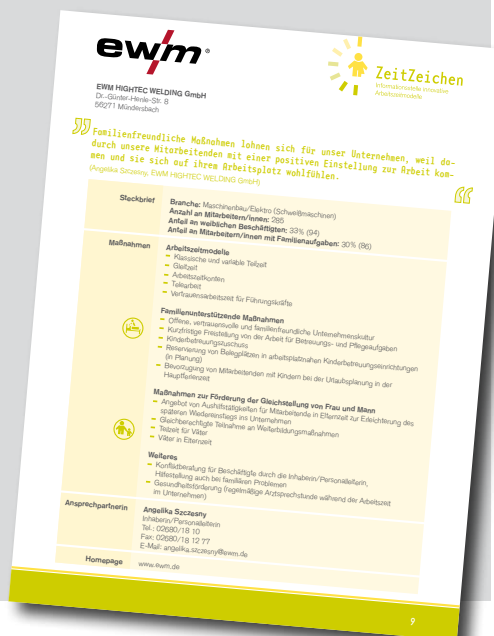 ewm®
ZeitZeichen
Informationsstelle innovative
Arbeitszeitmodelle
EWM HIGHTEC WELDING GmbH
Dr.-Günter-Henle-Str. 8
56271 Mündersbach
Familienfreundliche Maßnahmen lohnen sich für unser Unternehmen, weil da-
durch unsere Mitarbeitenden mit einer positiven Einstellung zur Arbeit kom-
men und sie sich auf ihrem Arbeitsplatz wohlfühlen.
(Angelika Szczesny, EWM HIGHTEC WELDING GmbH)
Steckbrief
Branche: Maschinenbau/Elektro (Schweißmaschinen)
Anzahl an Mitarbeitern/innen: 285
Anteil an weiblichen Beschäftigten: 33% (94)
Anteil an Mitarbeitern/innen mit Familienaufgaben: 30% (86)
Maßnahmen
Arbeitszeitmodelle
– Klassische und variable Teilzeit
– Gleitzeit
– Arbeitszeitkonten
– Telearbeit
– Vertrauensarbeitszeit für Führungskräfte
Familienunterstützende Maßnahmen
– Offene, vertrauensvolle und familienfreundliche Unternehmenskultur
– Kurzfristige Freistellung von der Arbeit für Betreuungs- und Pflegeaufgaben
– Kinderbetreuungszuschuss
– Reservierung von Belegplätzen in arbeitsplatznahen Kinderbetreuungseinrichtungen
(in Planung)
– Bevorzugung von Mitarbeitenden mit Kindern bei der Urlaubsplanung in der
Hauptferienzeit
Maßnahmen zur Förderung der Gleichstellung von Frau und Mann
– Angebot von Aushilfstätigkeiten für Mitarbeitende in Elternzeit zur Erleichterung des
späteren Wiedereinstiegs ins Unternehmen
– Gleichberechtigte Teilnahme an Weiterbildungsmaßnahmen
– Teilzeit für Väter
– Väter in Elternzeit
Weiteres
– Konfliktberatung für Beschäftigte durch die Inhaberin/Personalleiterin,
Hilfestellung auch bei familiären Problemen
– Gesundheitsförderung (regelmäßige Arztsprechstunde während der Arbeitszeit
im Unternehmen)
Ansprechpartnerin
Angelika Szczesny
Inhaberin/Personalleiterin
Tel.: 02680/18 10
Fax: 02680/18 12 77
E-Mail: angelika.szczesny@ewm.de
Homepage
www.ewm.de
9